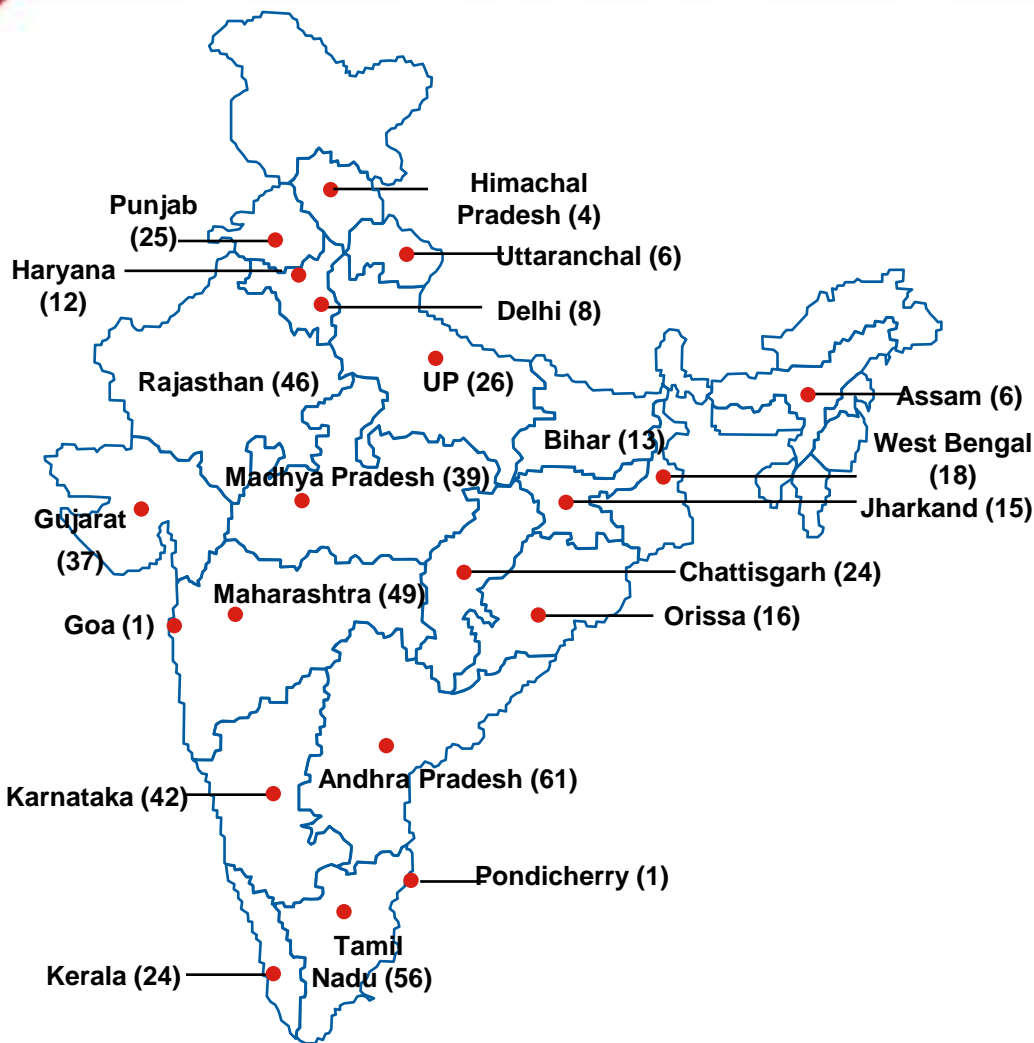 Himachal
Pradesh (4)
Punjab
(25)
Uttaranchal (6)
Haryana
(12)
Delhi (8)
Rajasthan (46)
UP (26)
Assam (6)
Bihar (13)
West Bengal
(18)
Madhya Pradesh (39)
Jharkand (15)
Gujarat
(37)
Chattisgarh (24)
Maharashtra (49)
Orissa (16)
Goa (1)
Andhra Pradesh (61)
Karnataka (42)
Pondicherry (1)
Tamil
Nadu (56)
Kerala (24)